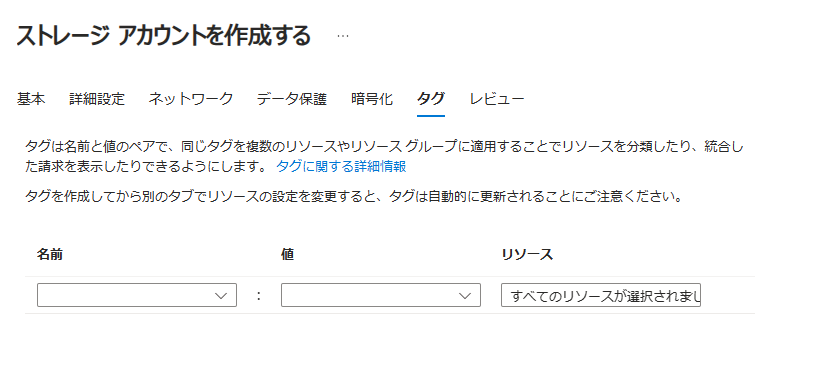 ストレージ アカウントを作成する ...
基本 詳細設定 ネットワーク データ保護 暗号化 タグ レビュー
タグは名前と値のペアで、同じタグを複数のリソースやリソース グループに適用することでリソースを分類したり、統合し
た請求を表示したりできるようにします。 タグに関する詳細情報
タグを作成してから別のタブでリソースの設定を変更すると、タグは自動的に更新されることにご注意ください。
名前 値 リソース
: すべてのリソースが選択されまし